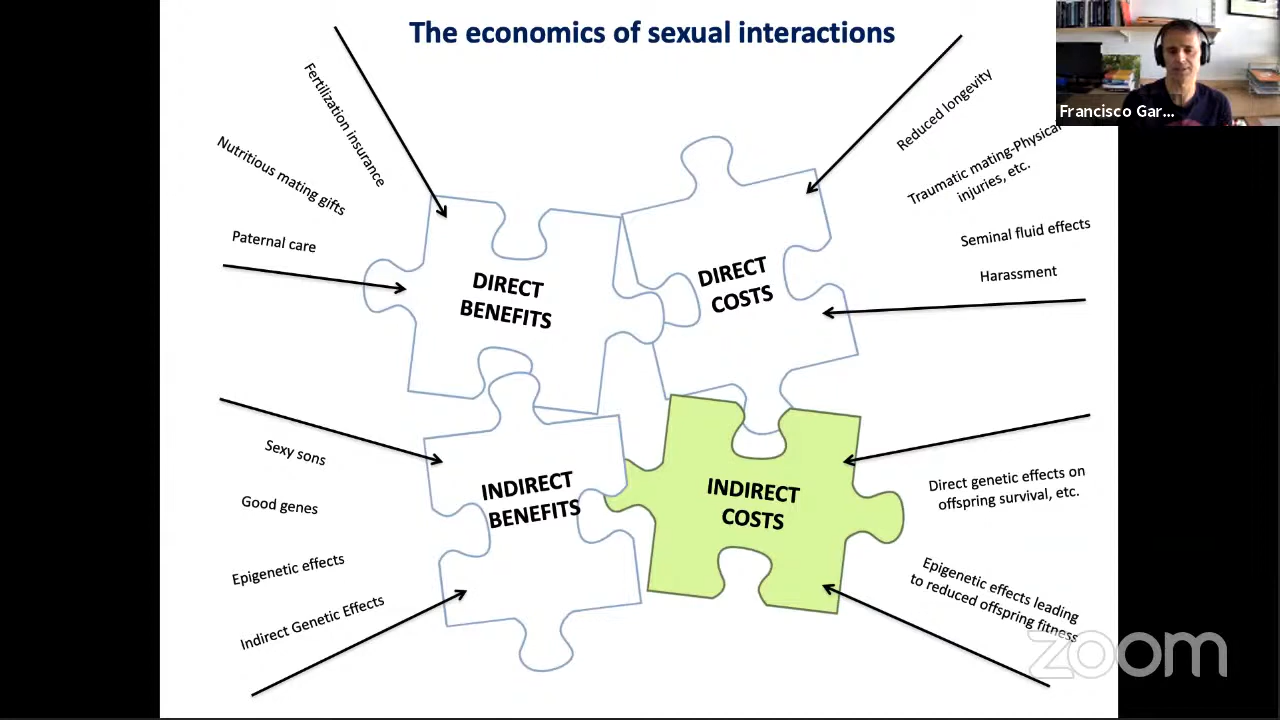 The economics of sexual interactions
Francisco Gar...
Fertilization insurance
Nutritious mating gifts
Paternal care
Reduced longevity
Traumatic mating-Physical
injuries, etc.
Seminal fluid effects
Harassment
DIRECT
BENEFITS
DIRECT
COSTS
Sexy sons
Good genes
Epigenetic effects
Indirect Genetic Effects
INDIRECT
BENEFITS
INDIRECT
COSTS
Direct genetic effects on
offspring survival, etc.
Epigenetic effects leading
to reduced offspring fitness
zoom